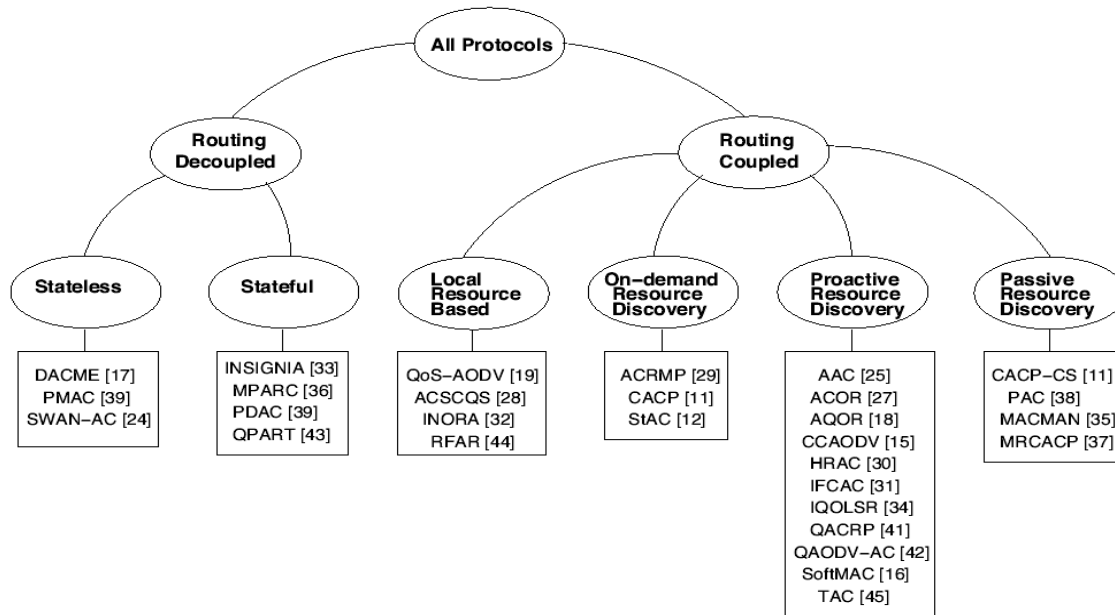 All Protocols
Routing
Decoupled
Routing
Coupled
Stateless
Stateful
Local
Resource
Based
On-demand
Resource
Discovery
Proactive
Resource
Discovery
Passive
Resource
Discovery
DACME [17]
PMAC [39]
SWAN-AC [24]
INSIGNIA [33]
MPARC [36]
PDAC [39]
QPART [43]
QoS-AODV [19]
ACSCQS [28]
INORA [32]
RFAR [44]
ACRMP [29]
CACP [11]
StAC [12]
AAC [25]
ACOR [27]
AQOR [18]
CCAODV [15]
HRAC [30]
IFCAC [31]
IQOLSR [34]
QACRP [41]
QAODV-AC [42]
SoftMAC [16]
TAC [45]
CACP-CS [11]
PAC [38]
MACMAN [35]
MRCACP [37]